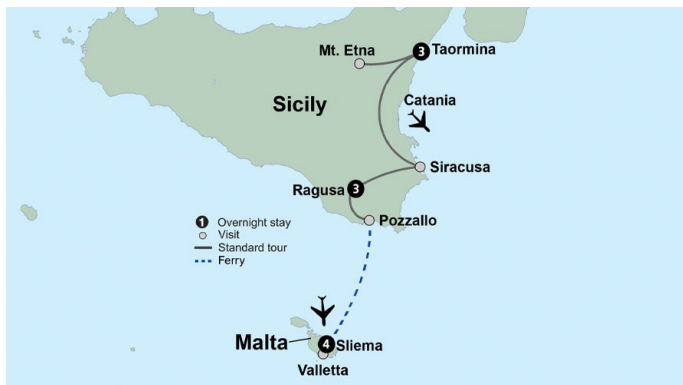 Mt. Etna
3 Taormina
Catania
Sicily
Siracusa
Ragusa 3
Pozzallo
1 Overnight stay
Visit
Standard tour
Ferry
Malta
4 Sliema
Valletta